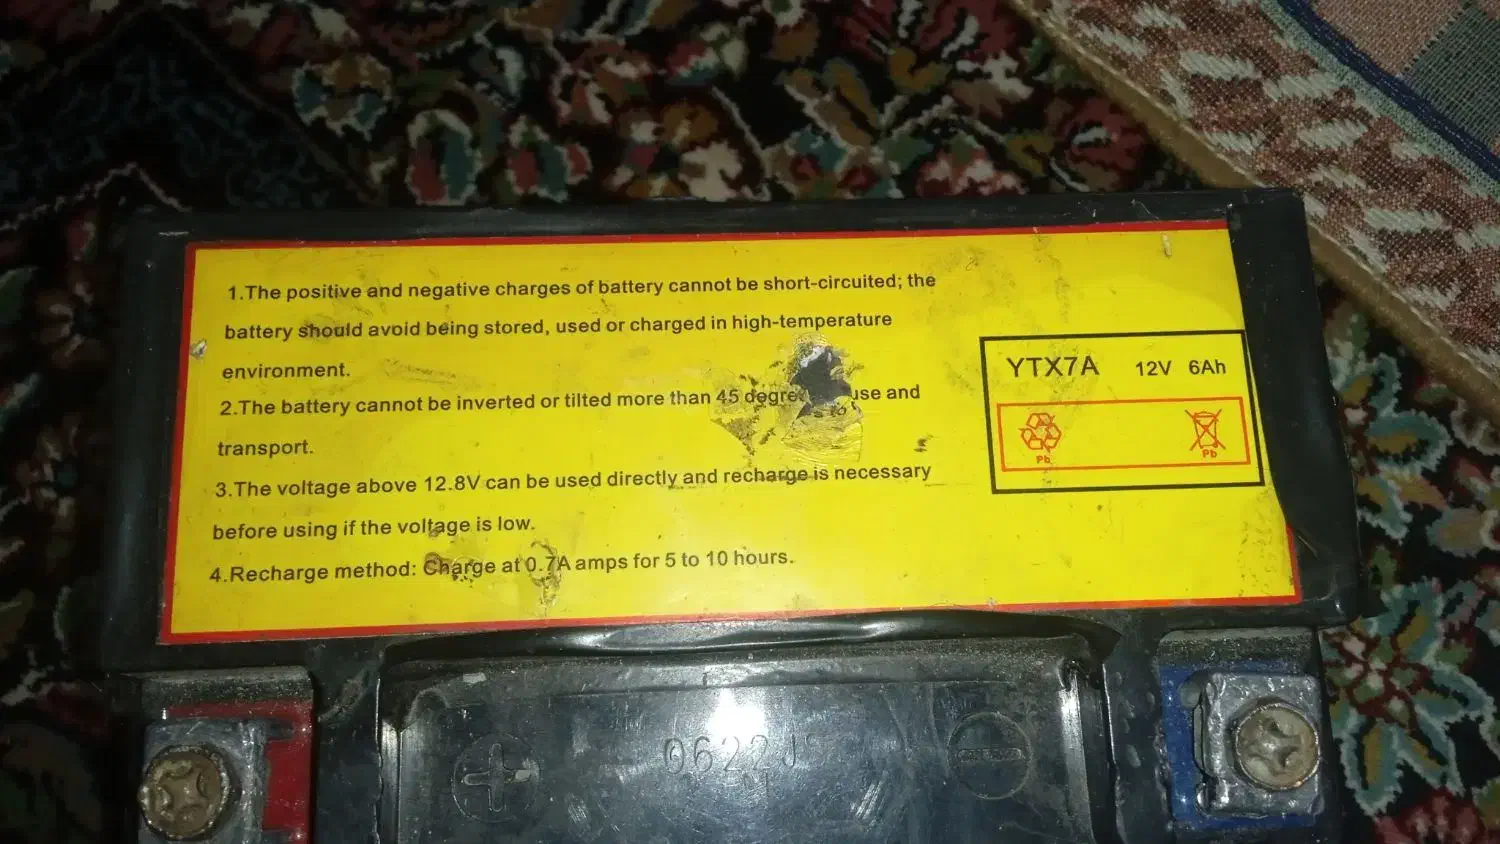 1.The positive and negative charges of battery cannot be short-circuited; the
battery should avoid being stored, used or charged in high-temperature
environment.
2.The battery cannot be inverted or tilted more than 45 use and
transport.
3.The voltage above 12.8V can be used directly and recharge is necessary
before using if the voltage is low.
4.Recharge method: Charge at 0.7A amps for 5 to 10 hours.
YTX7A 12V 6Ah
Pb Pb